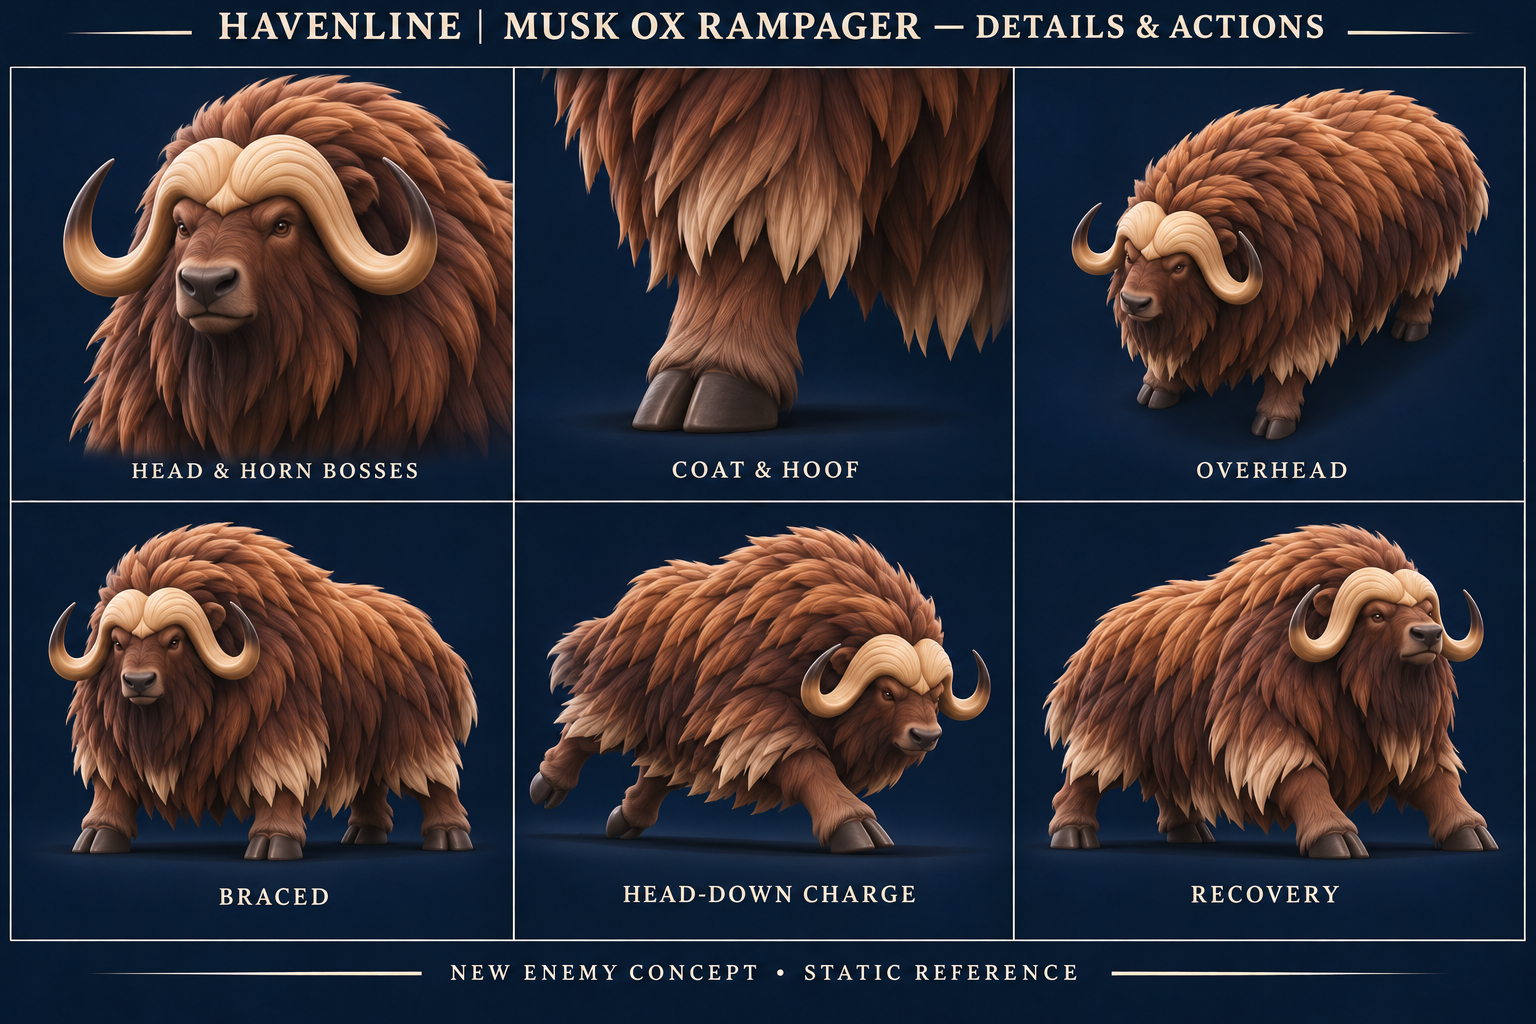 HAVENLINE | MUSK OX RAMPAGER — DETAILS & ACTIONS
HEAD & HORN BOSSES
COAT & HOOF
OVERHEAD
BRACED
HEAD-DOWN CHARGE
RECOVERY
NEW ENEMY CONCEPT • STATIC REFERENCE